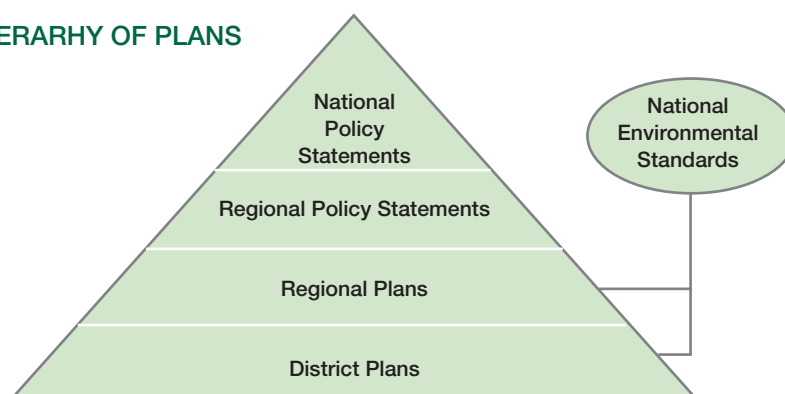 ERARHY OF PLANS
National
Policy
Statements
National
Environmental
Standards
Regional Policy Statements
Regional Plans
District Plans